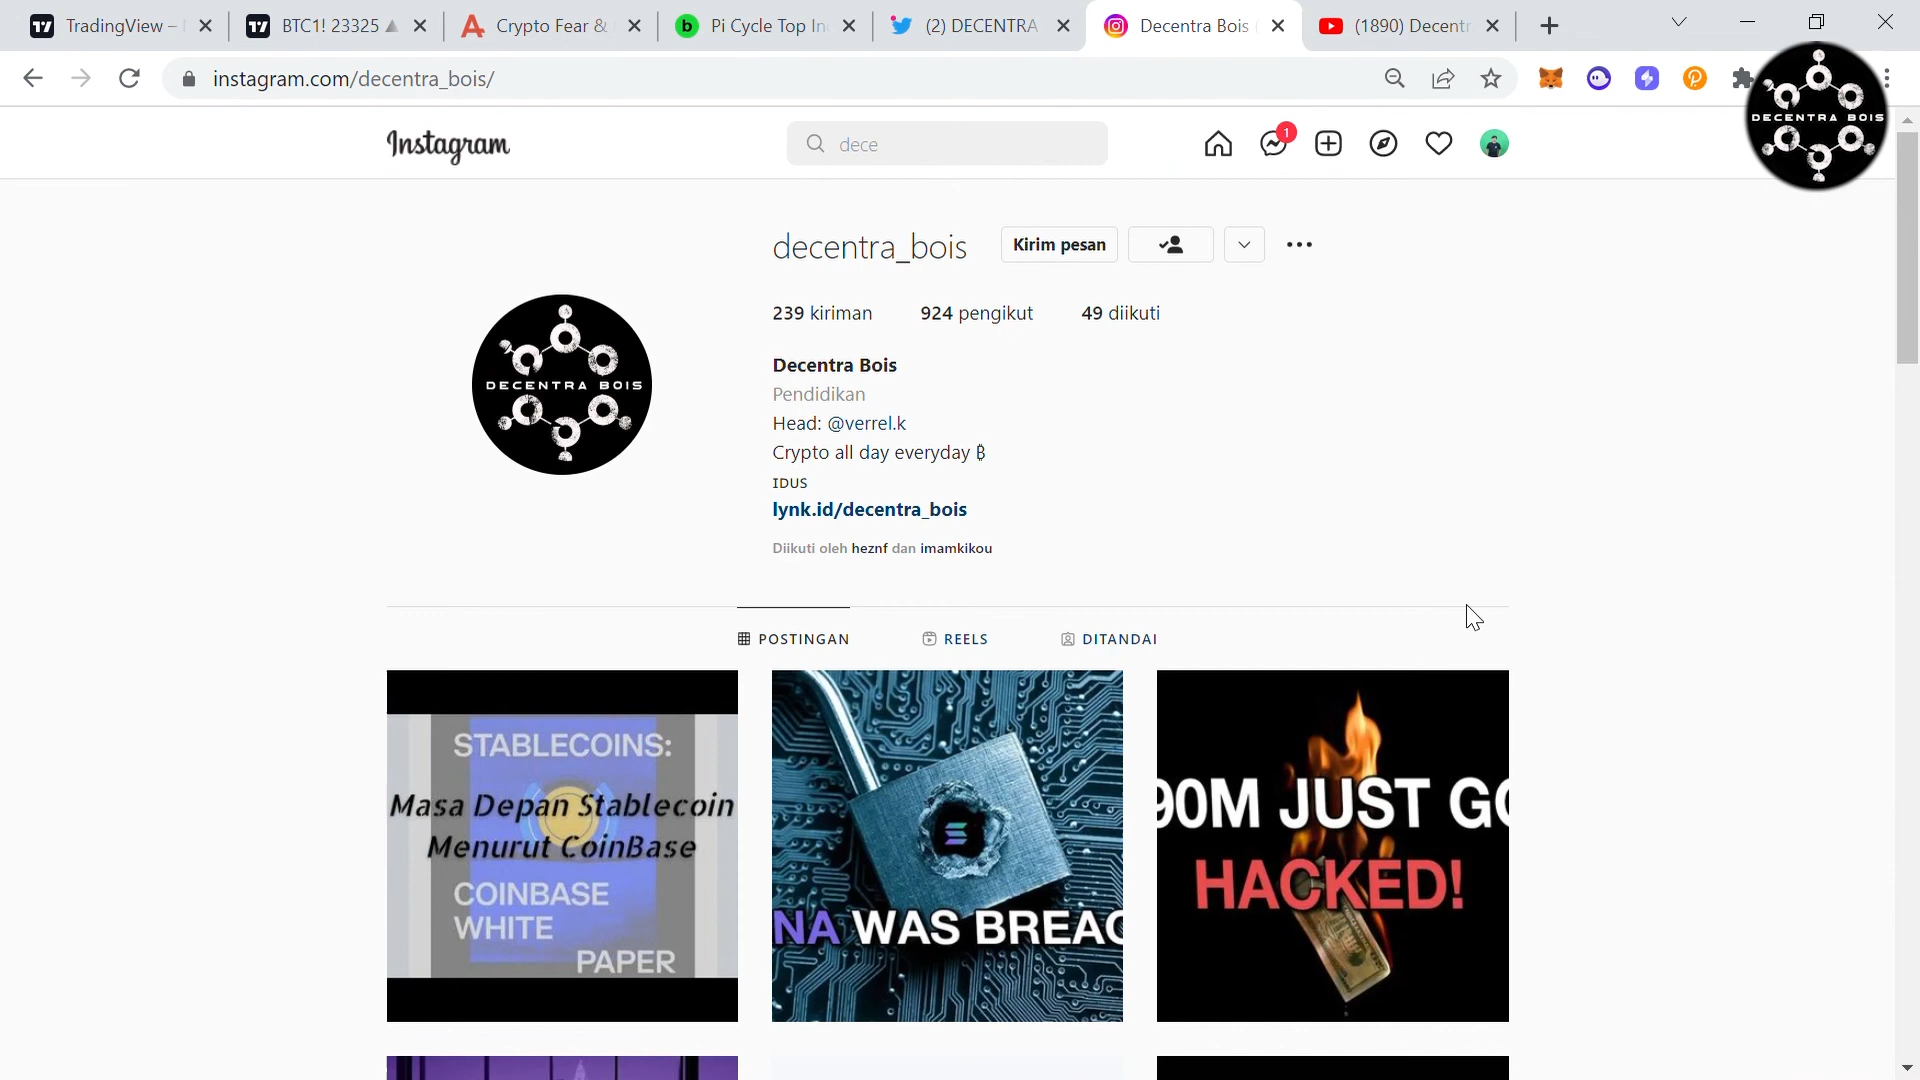 TradingView –
BTC1! 23325 ▲
Crypto Fear &
Pi Cycle Top In
(2) DECENTRA
Decentra Bois
(1890) Decentr
instagram.com/decentra_bois/
DECENTRA BOIS
Instagram
dece
1
decentra_bois
Kirim pesan
239 kiriman 924 pengikut 49 diikuti
DECENTRA BOIS
Decentra Bois
Pendidikan
Head: @verrel.k
Crypto all day everyday ₿
IDUS
lynk.id/decentra_bois
Diikuti oleh heznf dan imamkikou
POSTINGAN REELS DITANDAI
STABLECOINS:
Masa Depan Stablecoin
Menurut CoinBase
COINBASE
WHITE
PAPER
NA WAS BREAC
90M JUST GO
HACKED!